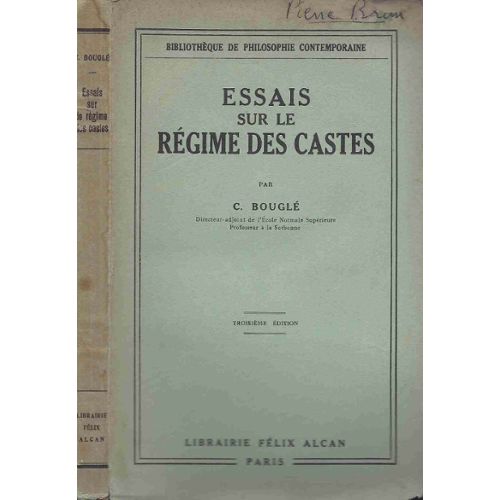 Pierre Brun
BIBLIOTHÈQUE DE PHILOSOPHIE CONTEMPORAINE
ESSAIS
SUR LE
RÉGIME DES CASTES
PAR
C. BOUGLÉ
Directeur-adjoint de l'École Normale Supérieure
Professeur à la Sorbonne
TROISIÈME ÉDITION
LIBRAIRIE FÉLIX ALCAN
PARIS
C. BOUGLÉ
Essais
sur
le régime
des castes
LIBRAIRIE
FÉLIX
ALCAN